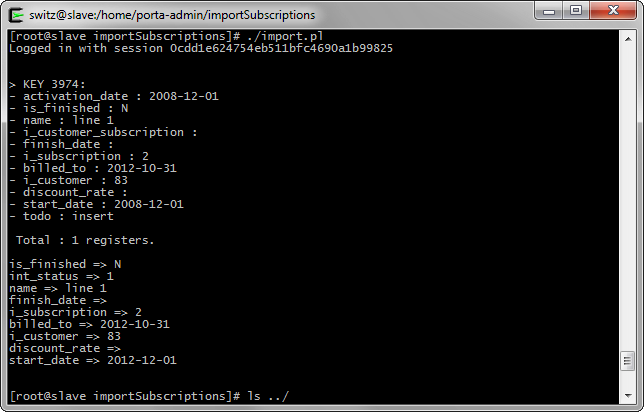 switz@slave:/home/porta-admin/importSubscriptions
[root@slave importSubscriptions]# ./import.pl
Logged in with session 0cdd1e624754eb511bfc4690a1b99825
> KEY 3974:
- activation_date : 2008-12-01
- is_finished : N
- name : line 1
- i_customer_subscription :
- finish_date :
- i_subscription : 2
- billed_to : 2012-10-31
- i_customer : 83
- discount_rate :
- start_date : 2008-12-01
- todo : insert
Total : 1 registers.
is_finished => N
int_status => 1
name => line 1
finish_date =>
i_subscription => 2
billed_to => 2012-10-31
i_customer => 83
discount_rate =>
start_date => 2012-12-01
[root@slave importSubscriptions]# ls ../